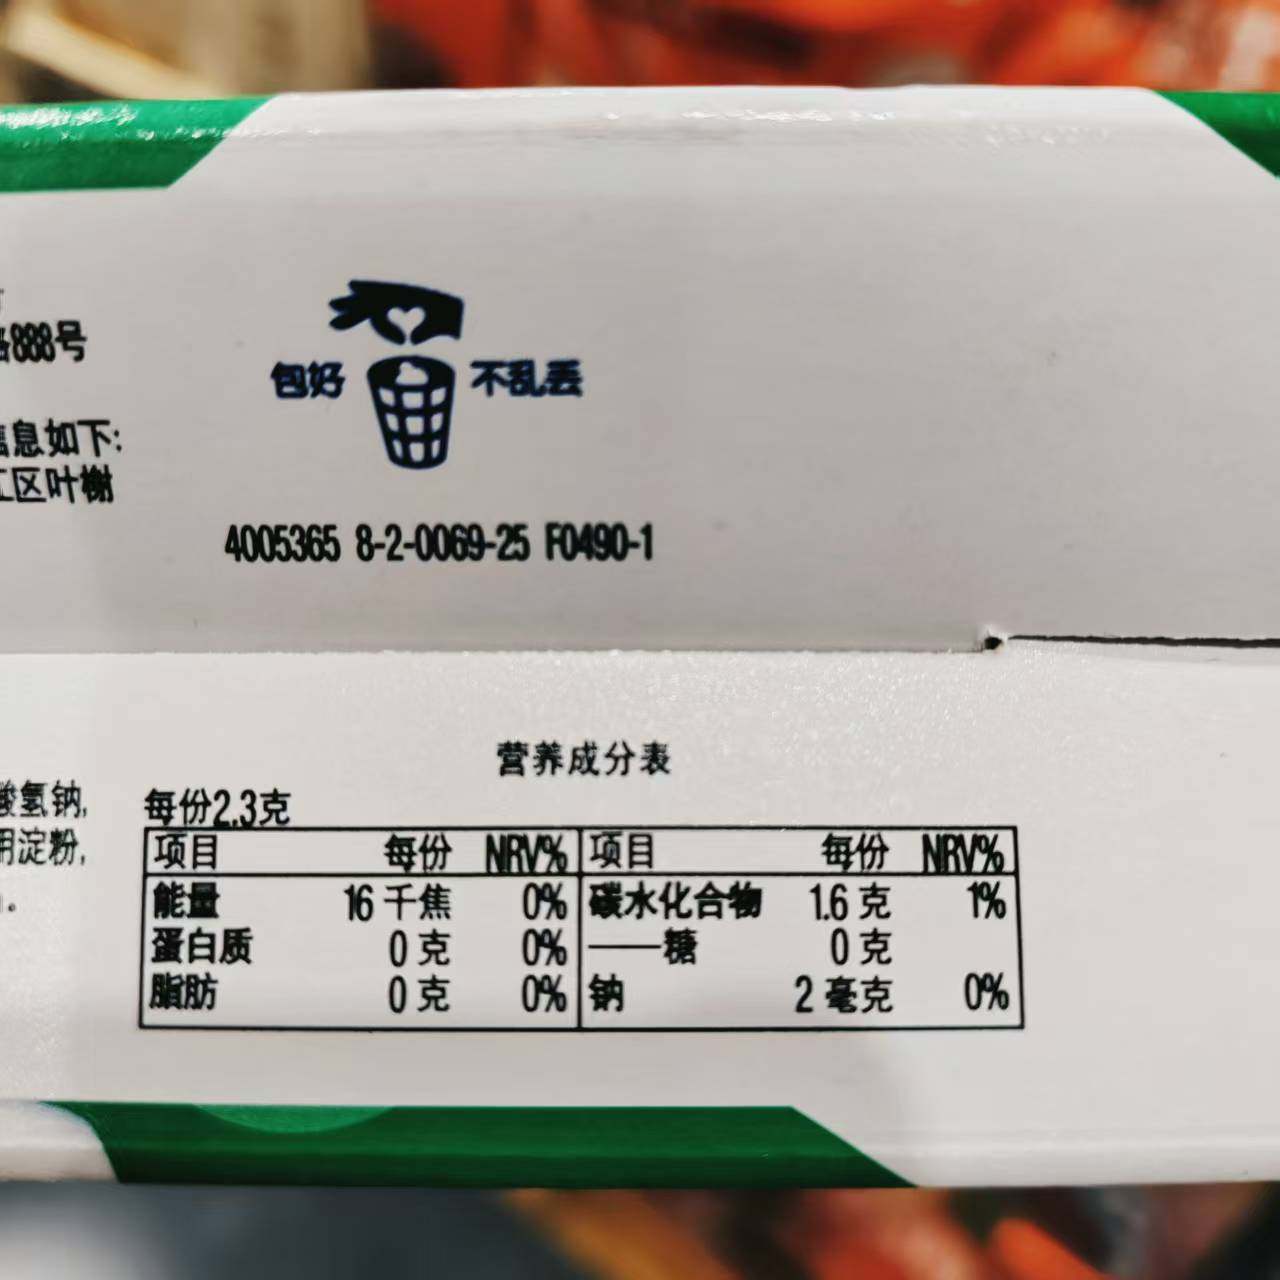 888号
包好 不乱丢
息如下:
区叶榭
4005365 8-2-0069-25 F0490-1
营养成分表
酸氢钠,
每份2.3克
用淀粉,
项目 每份 NRV% 项目 每份 NRV%
能量 16 千焦 0% 碳水化合物 1.6 克 1%
蛋白质 0 克 0% ——糖 0 克
脂肪 0 克 0% 钠 2 毫克 0%